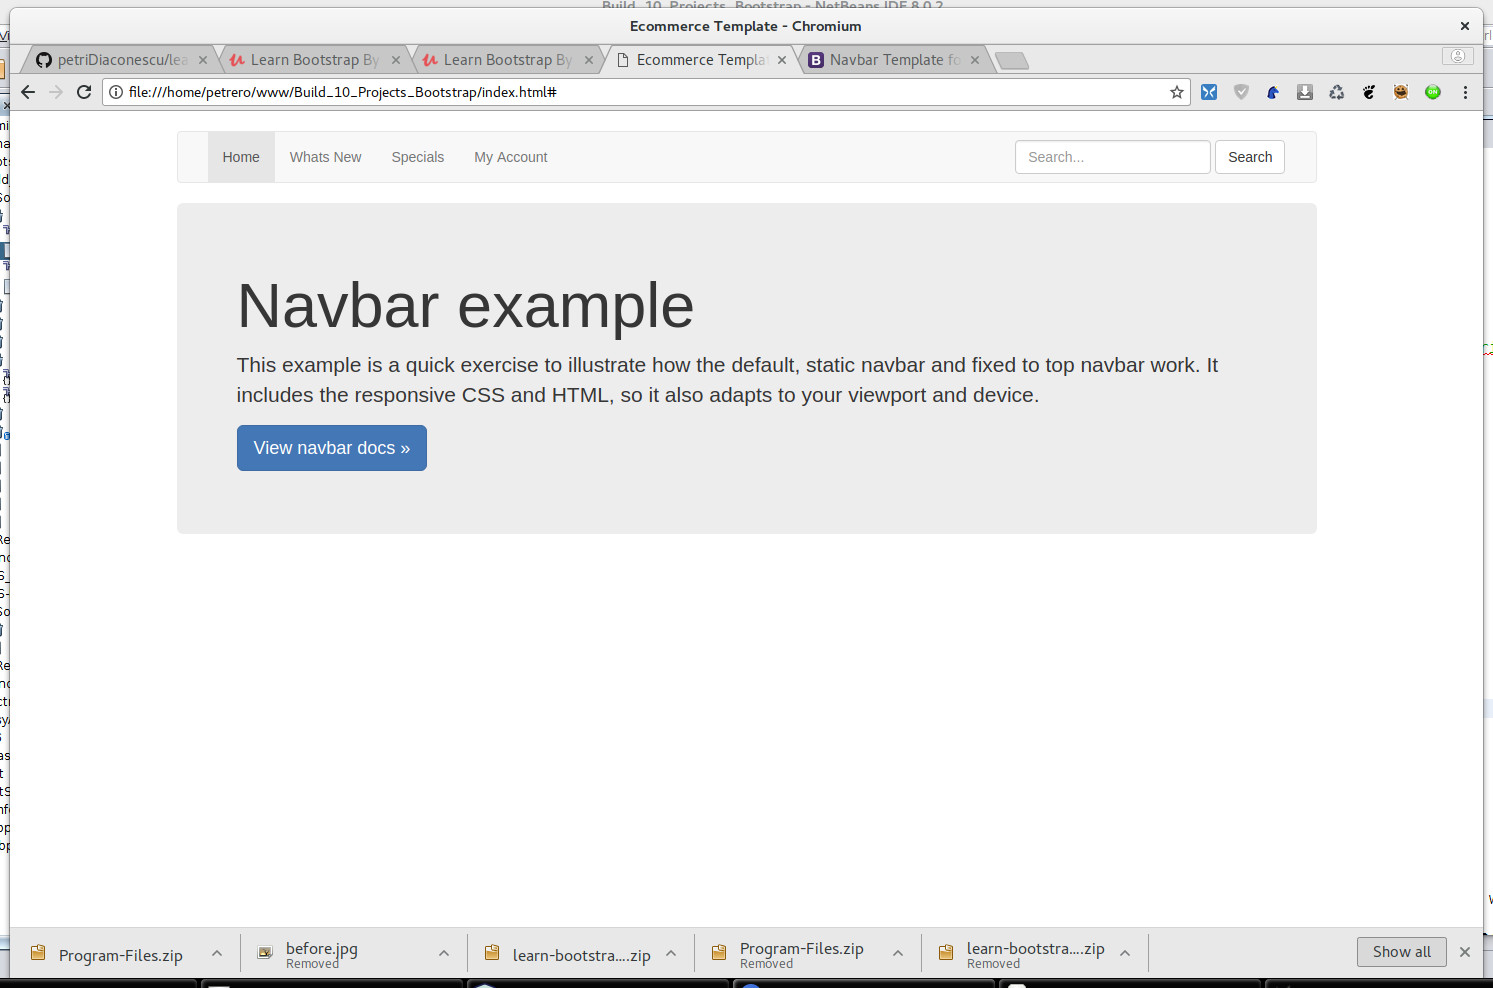 Build_10_Projects_Bootstrap - NetBeans IDE 8.0.2
Ecommerce Template - Chromium
petriDiaconescu/lea
Learn Bootstrap By
Learn Bootstrap By
Ecommerce Templa
Navbar Template fo
file:///home/petrero/www/Build_10_Projects_Bootstrap/index.html#
ON
Home
Whats New
Specials
My Account
Search...
Search
Navbar example
This example is a quick exercise to illustrate how the default, static navbar and fixed to top navbar work. It
includes the responsive CSS and HTML, so it also adapts to your viewport and device.
View navbar docs »
Program-Files.zip
before.jpg
Removed
learn-bootstra....zip
Program-Files.zip
Removed
learn-bootstra....zip
Removed
Show all